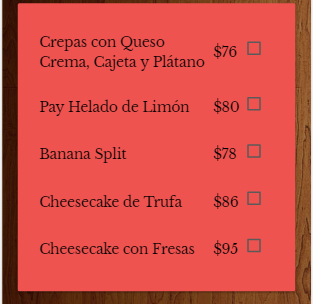 Crepas con Queso
Crema, Cajeta y Plátano $76
Pay Helado de Limón $80
Banana Split $78
Cheesecake de Trufa $86
Cheesecake con Fresas $95